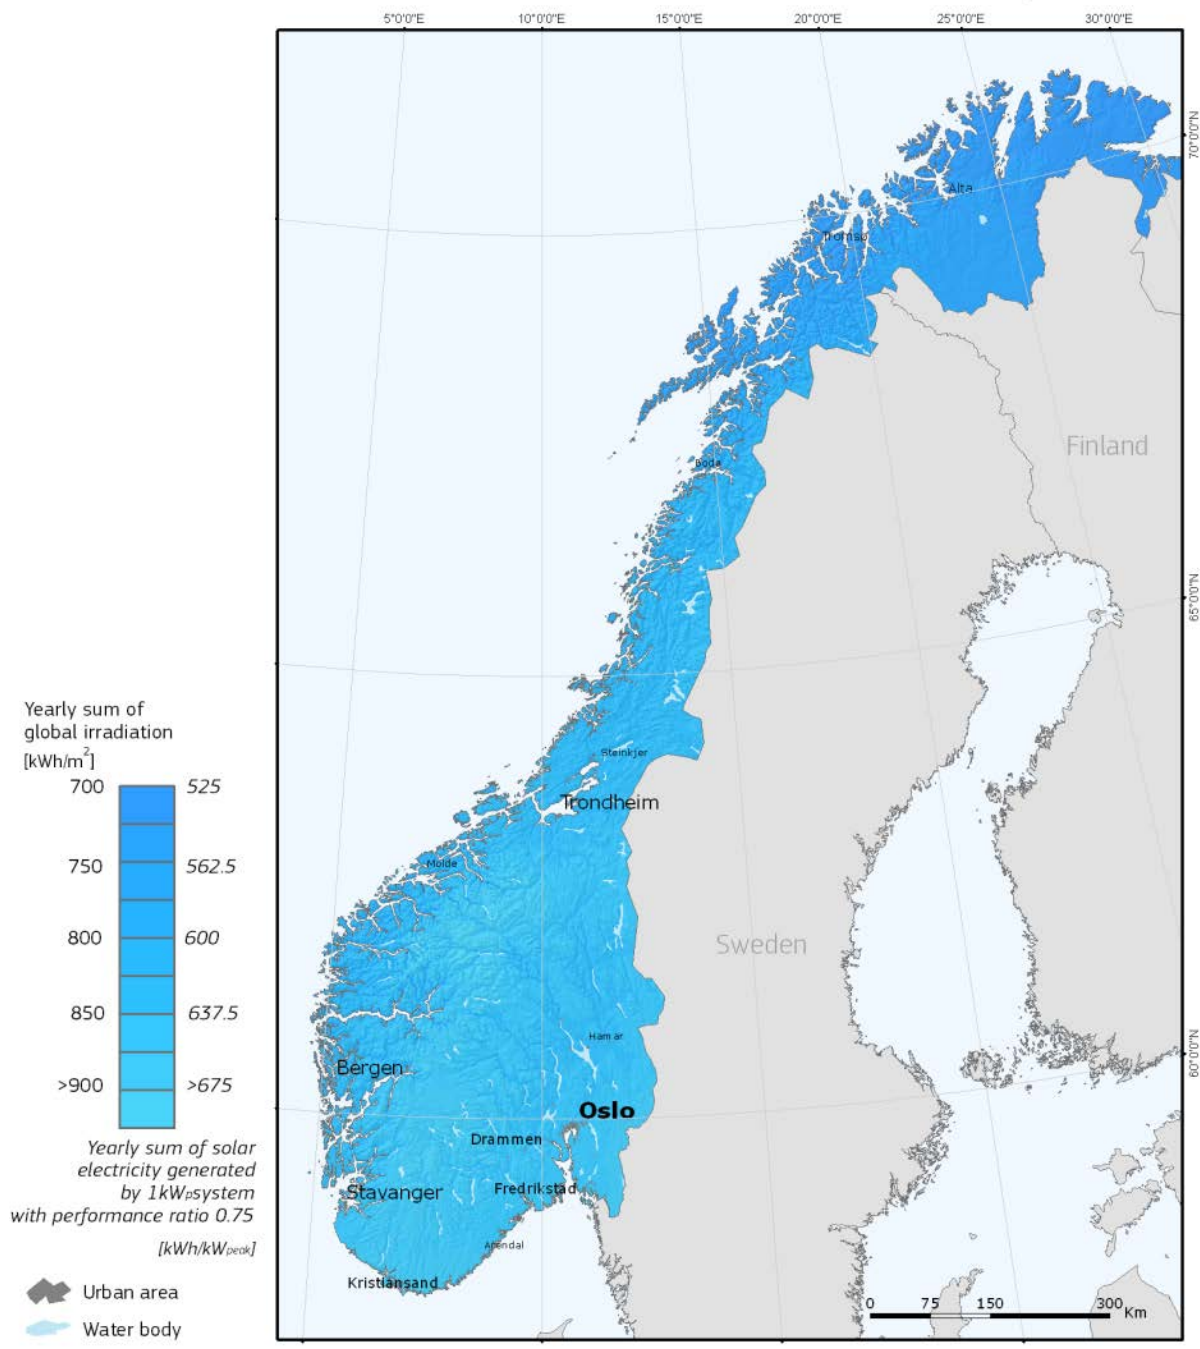 5°0'0"E 10°0'0"E 15°0'0"E 20°0'0"E 25°0'0"E 30°0'0"E
70°0'0"N
Alta
Tromsø
Finland
Bodø
65°0'0"N
Yearly sum of
global irradiation
[kWh/m²]
700 525
750 562.5
800 600
850 637.5
>900 >675
Yearly sum of solar
electricity generated
by 1kWpsystem
with performance ratio 0.75
[kWh/kWpeak]
Urban area
Water body
Steinkjer
Trondheim
Molde
Sweden
Hamar
60°0'0"N
Bergen
Oslo
Drammen
Stavanger
Fredrikstad
Arendal
Kristiansand
0 75 150 300 Km